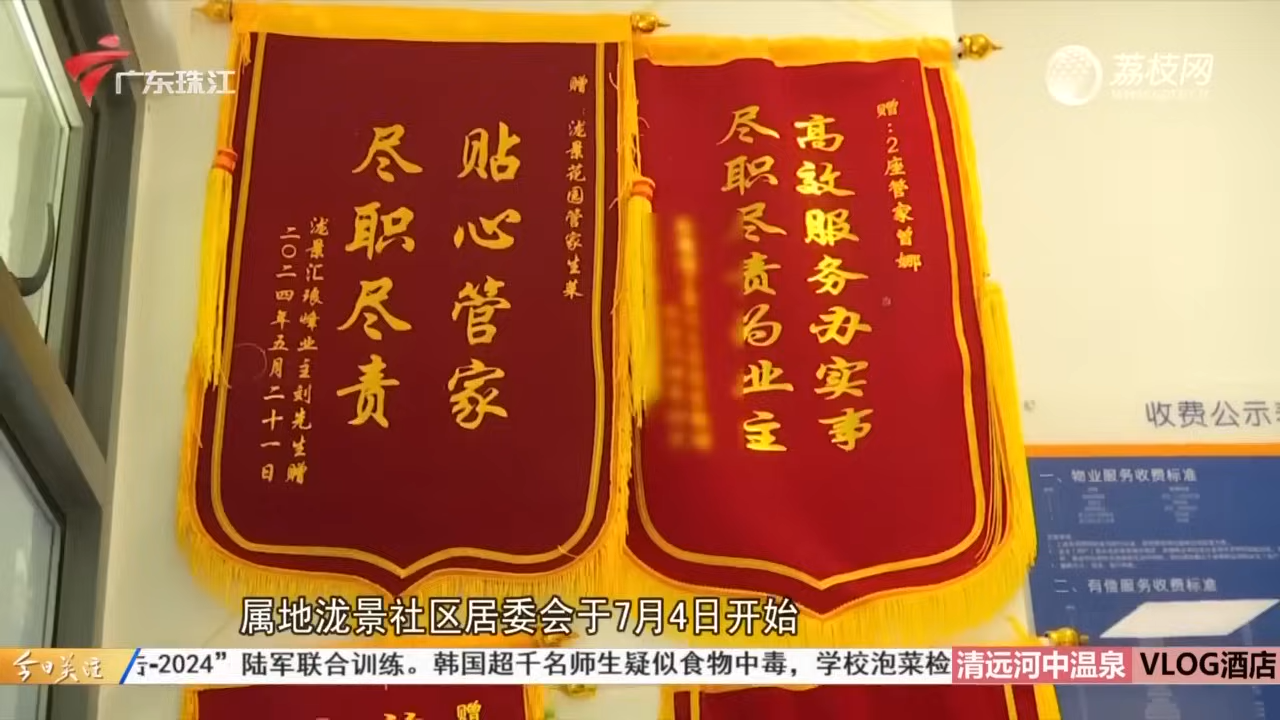 广东珠江
荔枝网
赠：泷景花园管家生菜
贴心管家
尽职尽责
泷景汇琅峰业主刘先生赠
二〇二四年五月二十一日
赠：2座管家曾娜
高效服务办实事
尽职尽责为业主
收费公示
一、物业服务收费标准
二、有偿服务收费标准
属地泷景社区居委会于7月4日开始
今日关注
行-2024”陆军联合训练。韩国超千名师生疑似食物中毒，学校泡菜检
清远河中温泉
VLOG酒店
赠